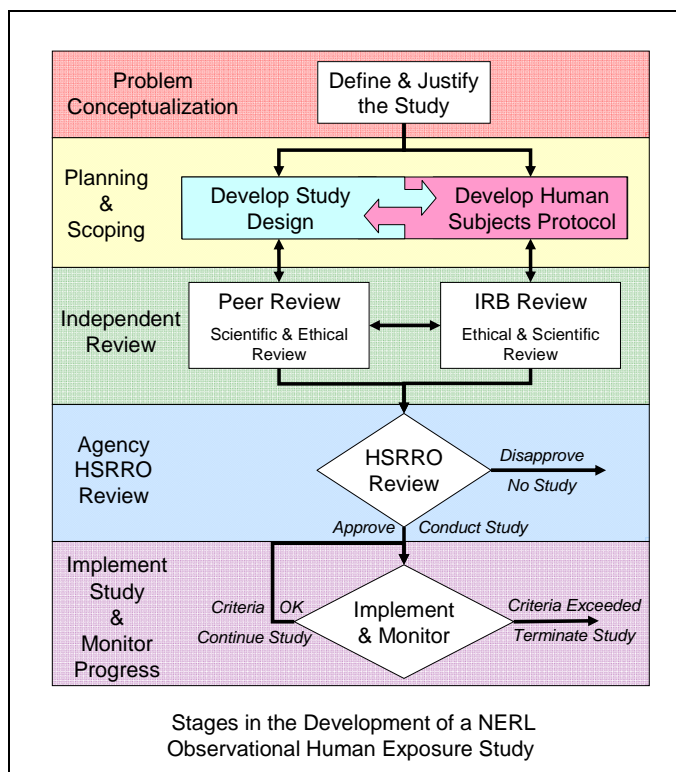 Problem
Conceptualization
Define & Justify
the Study
Planning
&
Scoping
Develop Study
Design
Develop Human
Subjects Protocol
Independent
Review
Peer Review
Scientific & Ethical
Review
IRB Review
Ethical & Scientific
Review
Agency
HSRRO
Review
HSRRO
Review
Disapprove
No Study
Approve
Conduct Study
Implement
Study
&
Monitor
Progress
Criteria OK
Continue Study
Implement
& Monitor
Criteria Exceeded
Terminate Study
Stages in the Development of a NERL
Observational Human Exposure Study